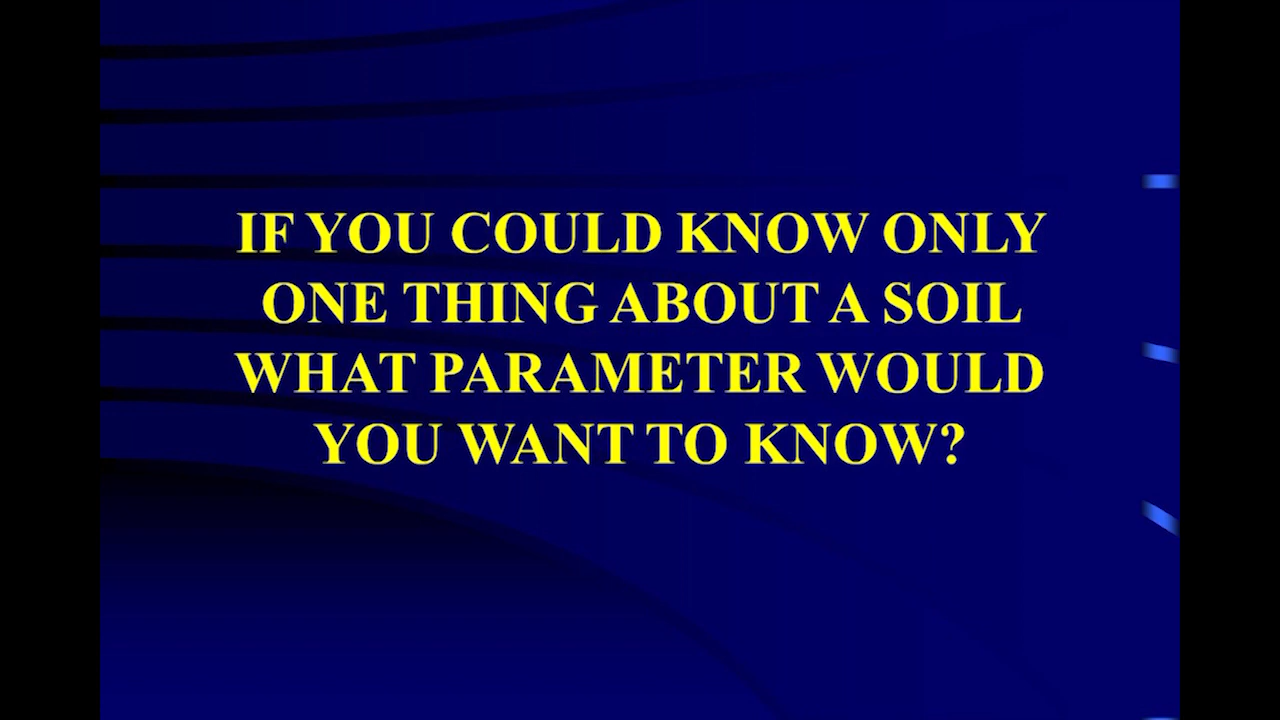 IF YOU COULD KNOW ONLY
ONE THING ABOUT A SOIL
WHAT PARAMETER WOULD
YOU WANT TO KNOW?